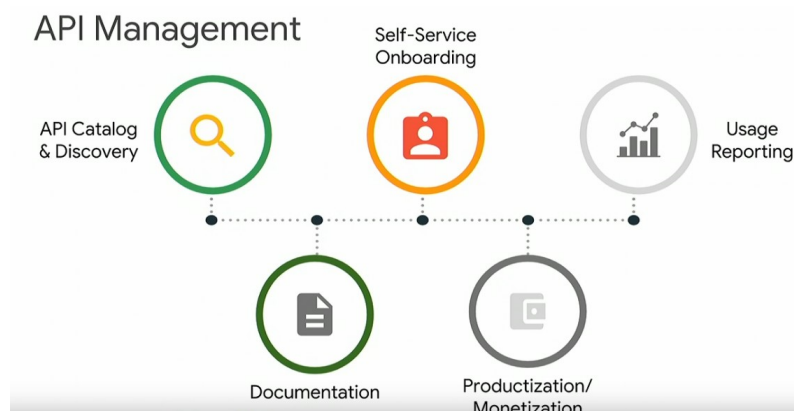 API Management
API Catalog
& Discovery
Self-Service
Onboarding
Usage
Reporting
Documentation
Productization/
Monetization